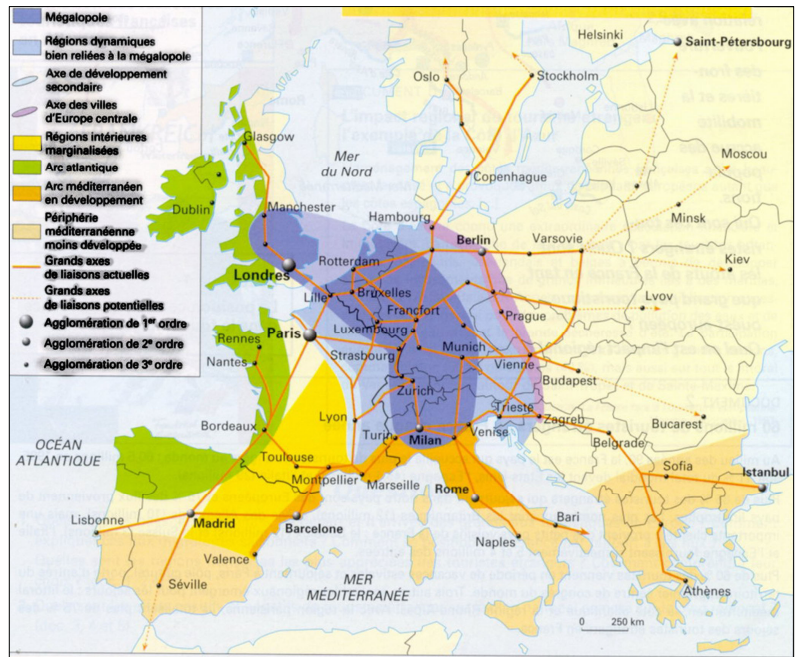 Mégalopole
Régions dynamiques
bien reliées à la mégalopole
Axe de développement
secondaire
Axe des villes
d'Europe centrale
Régions intérieures
marginalisées
Arc atlantique
Arc méditerranéen
en développement
Périphérie
méditerranéenne
moins développée
Grands axes
de liaisons actuelles
Grands axes
de liaisons potentielles
Agglomération de 1er ordre
Agglomération de 2e ordre
Agglomération de 3e ordre
Helsinki
Saint-Pétersbourg
Oslo
Stockholm
Glasgow
Mer
du Nord
Moscou
Copenhague
Dublin
Manchester
Hambourg
Minsk
Berlin
Varsovie
Londres
Rotterdam
Kiev
Lille
Bruxelles
Lvov
Francfort
Prague
Paris
Luxembourg
Rennes
Strasbourg
Munich
Nantes
Vienne
Budapest
Zurich
Lyon
Trieste
Zagreb
Bucarest
Bordeaux
Turin
Milan
Venise
Belgrade
OCÉAN
ATLANTIQUE
Toulouse
Montpellier
Marseille
Sofia
Istanbul
Rome
Lisbonne
Madrid
Barcelone
Bari
Valence
Naples
Séville
MER
MÉDITERRANÉE
Athènes
0 250 km